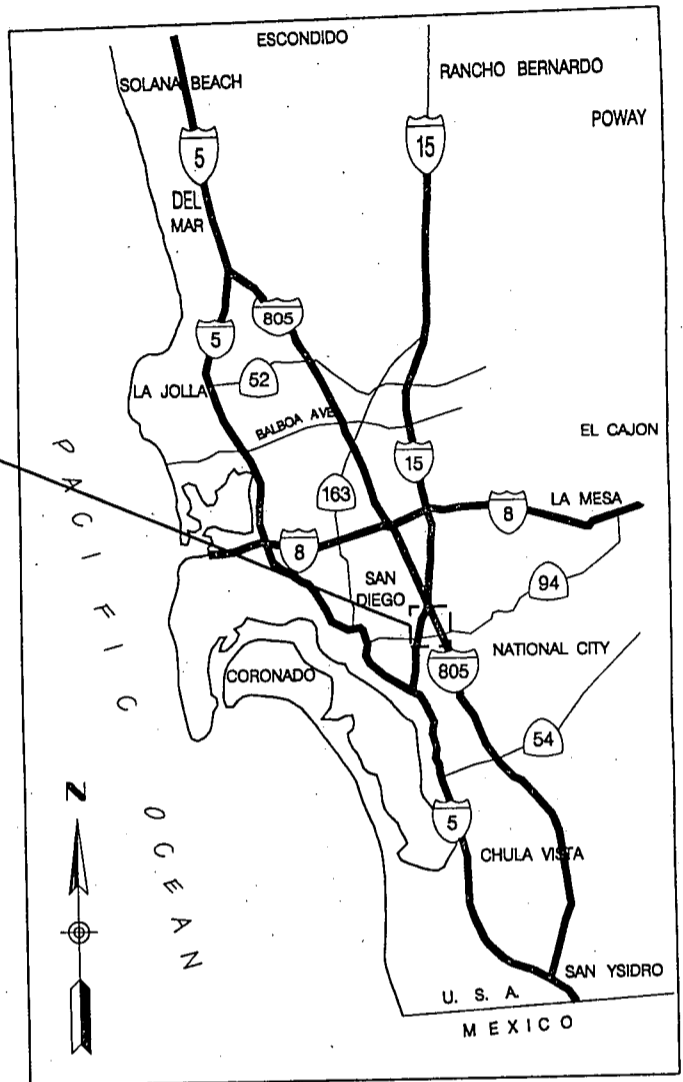 ESCONDIDO
SOLANA BEACH
RANCHO BERNARDO
POWAY
5
15
DEL
MAR
805
5
52
LA JOLLA
BALBOA AVE
EL CAJON
15
163
LA MESA
8
8
PACIFIC
SAN
DIEGO
94
NATIONAL CITY
CORONADO
805
54
N
OCEAN
5
CHULA VISTA
SAN YSIDRO
U. S. A.
MEXICO